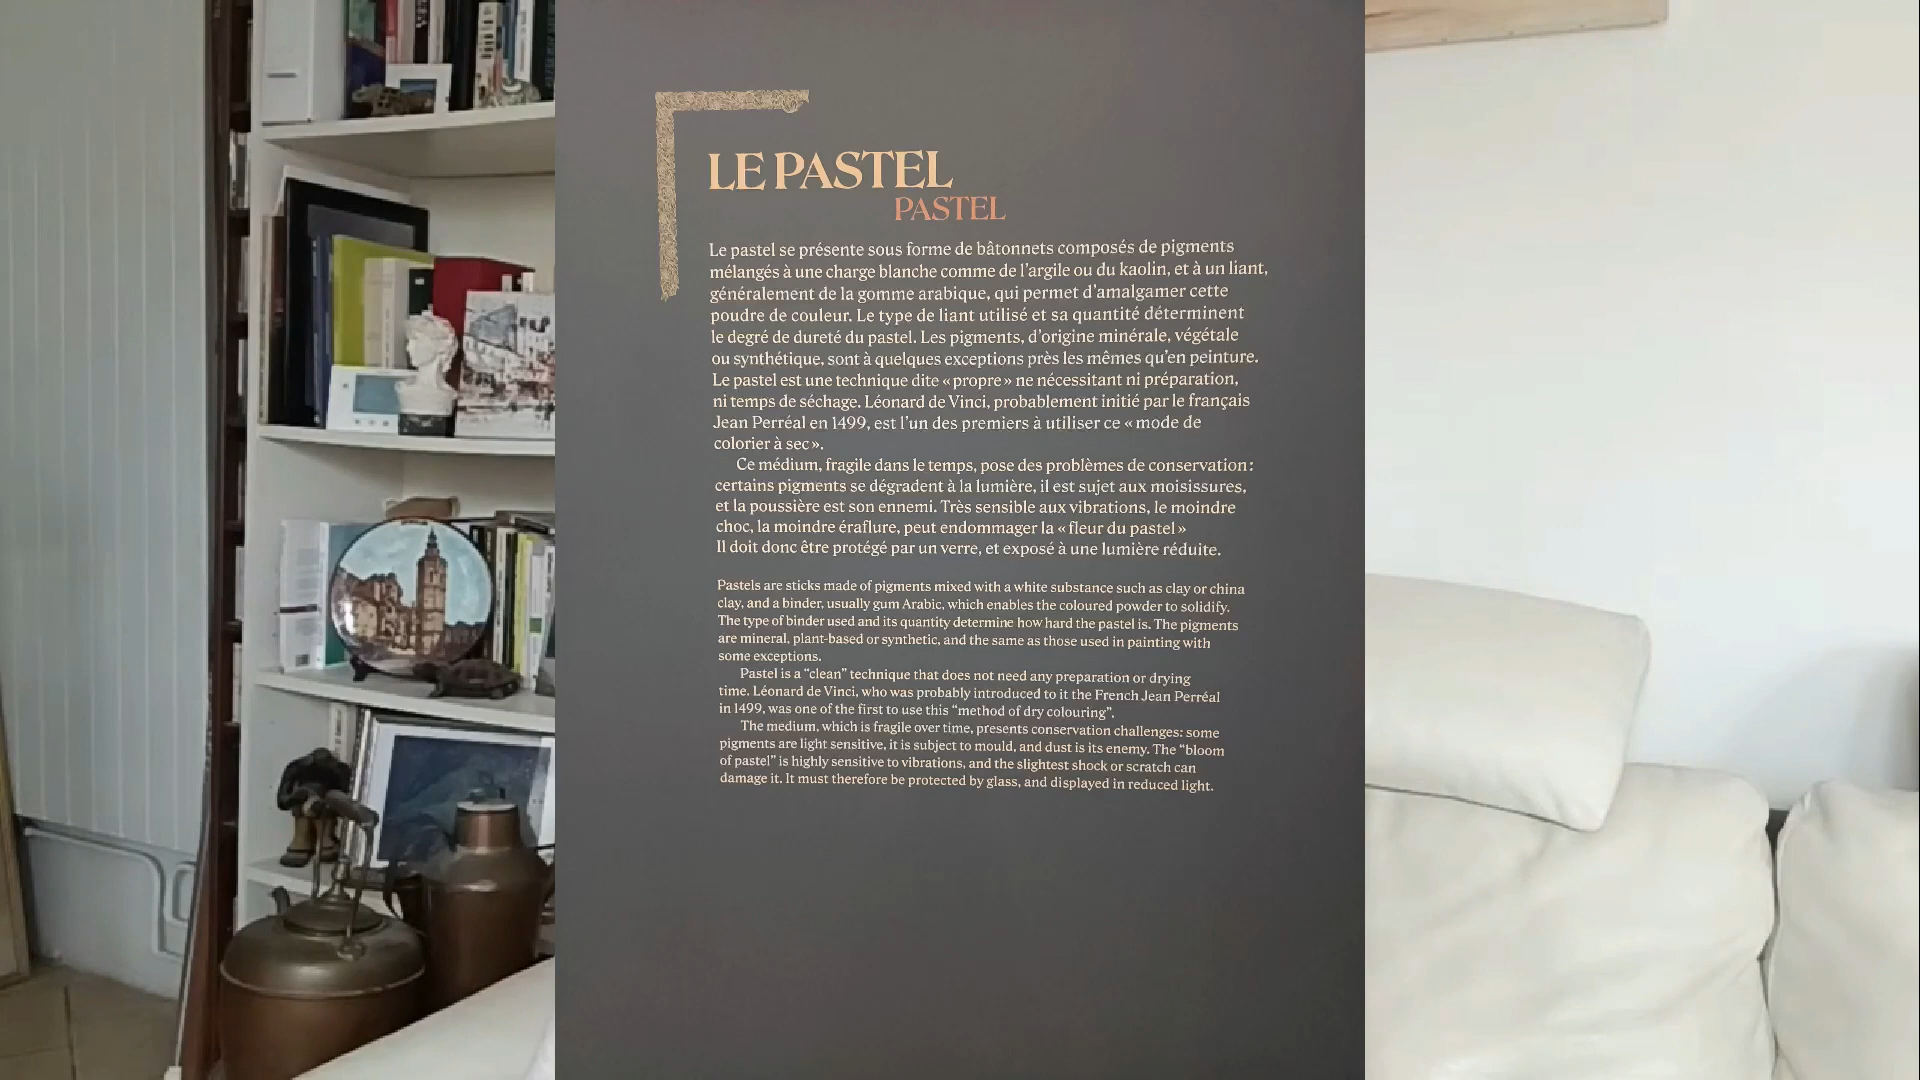 LE PASTEL
PASTEL
Le pastel se présente sous forme de bâtonnets composés de pigments
mélangés à une charge blanche comme de l'argile ou du kaolin, et à un liant,
généralement de la gomme arabique, qui permet d'amalgamer cette
poudre de couleur. Le type de liant utilisé et sa quantité déterminent
le degré de dureté du pastel. Les pigments, d'origine minérale, végétale
ou synthétique, sont à quelques exceptions près les mêmes qu'en peinture.
Le pastel est une technique dite « propre » ne nécessitant ni préparation,
ni temps de séchage. Léonard de Vinci, probablement initié par le français
Jean Perréal en 1499, est l'un des premiers à utiliser ce « mode de
colorier à sec ».
Ce médium, fragile dans le temps, pose des problèmes de conservation :
certains pigments se dégradent à la lumière, il est sujet aux moisissures,
et la poussière est son ennemi. Très sensible aux vibrations, le moindre
choc, la moindre éraflure, peut endommager la « fleur du pastel »
Il doit donc être protégé par un verre, et exposé à une lumière réduite.
Pastels are sticks made of pigments mixed with a white substance such as clay or china
clay, and a binder, usually gum Arabic, which enables the coloured powder to solidify.
The type of binder used and its quantity determine how hard the pastel is. The pigments
are mineral, plant-based or synthetic, and the same as those used in painting with
some exceptions.
Pastel is a "clean" technique that does not need any preparation or drying
time. Léonard de Vinci, who was probably introduced to it the French Jean Perréal
in 1499, was one of the first to use this "method of dry colouring".
The medium, which is fragile over time, presents conservation challenges: some
pigments are light sensitive, it is subject to mould, and dust is its enemy. The "bloom
of pastel" is highly sensitive to vibrations, and the slightest shock or scratch can
damage it. It must therefore be protected by glass, and displayed in reduced light.